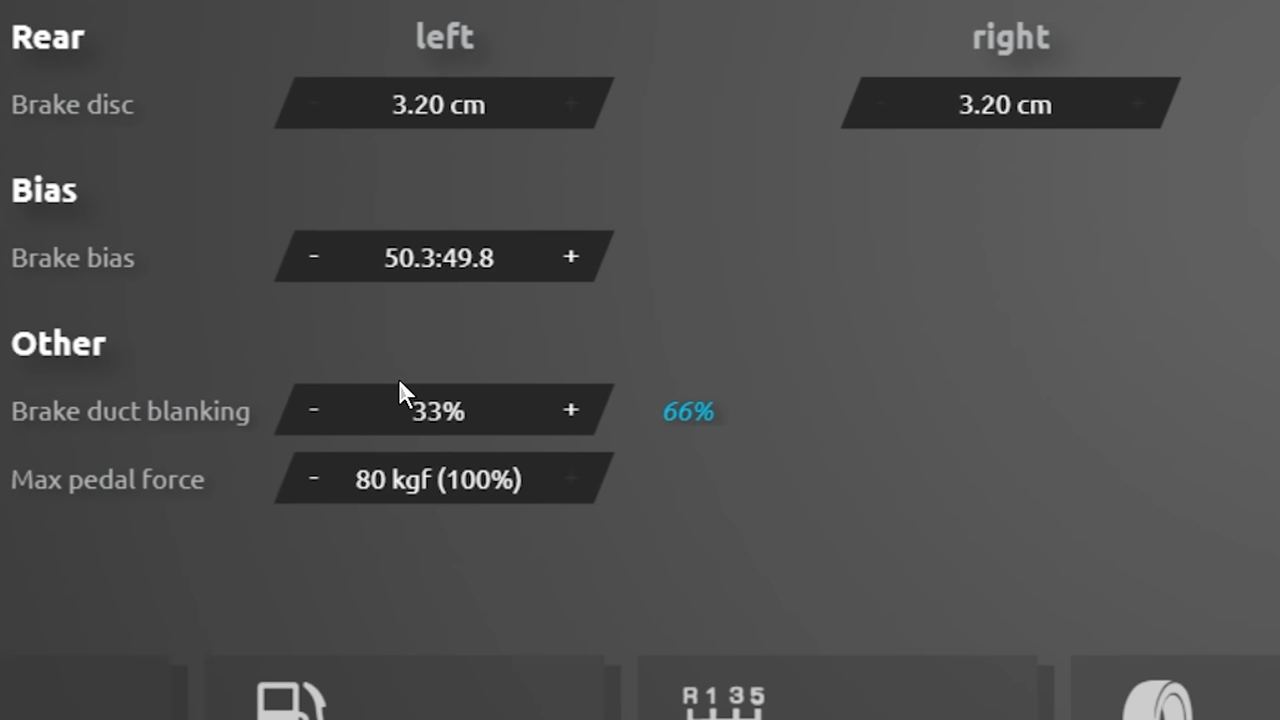 Rear left right
Brake disc - 3.20 cm + - 3.20 cm +
Bias
Brake bias - 50.3:49.8 +
Other
Brake duct blanking - 33% + 66%
Max pedal force - 80 kgf (100%) +
R 1 3 5